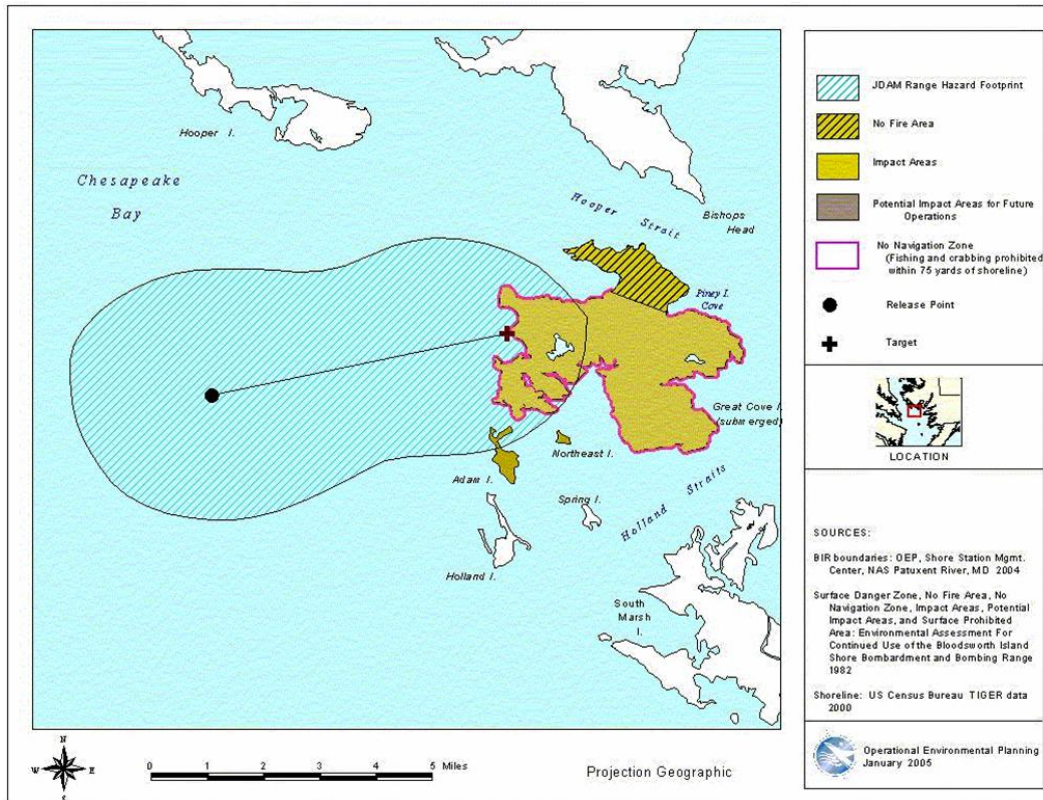 Hooper I.
Chesapeake
Bay
Hooper Strait
Bishops
Head
Piney I.
Cove
Great Cove I.
(submerged)
Northeast I.
Adam I.
Spring I.
Holland Straits
Holland I.
South
Marsh
I.
N
W E
S
0 1 2 3 4 5 Miles
Projection Geographic
JDAM Range Hazard Footprint
No Fire Area
Impact Areas
Potential Impact Areas for Future
Operations
No Navigation Zone
(Fishing and crabbing prohibited
within 75 yards of shoreline)
Release Point
Target
LOCATION
SOURCES:
BIR boundaries: OEP, Shore Station Mgmt.
Center, NAS Patuxent River, MD 2004
Surface Danger Zone, No Fire Area, No
Navigation Zone, Impact Areas, Potential
Impact Areas, and Surface Prohibited
Area: Environmental Assessment For
Continued Use of the Bloodsworth Island
Shore Bombardment and Bombing Range
1982
Shoreline: US Census Bureau TIGER data
2000
Operational Environmental Planning
January 2005